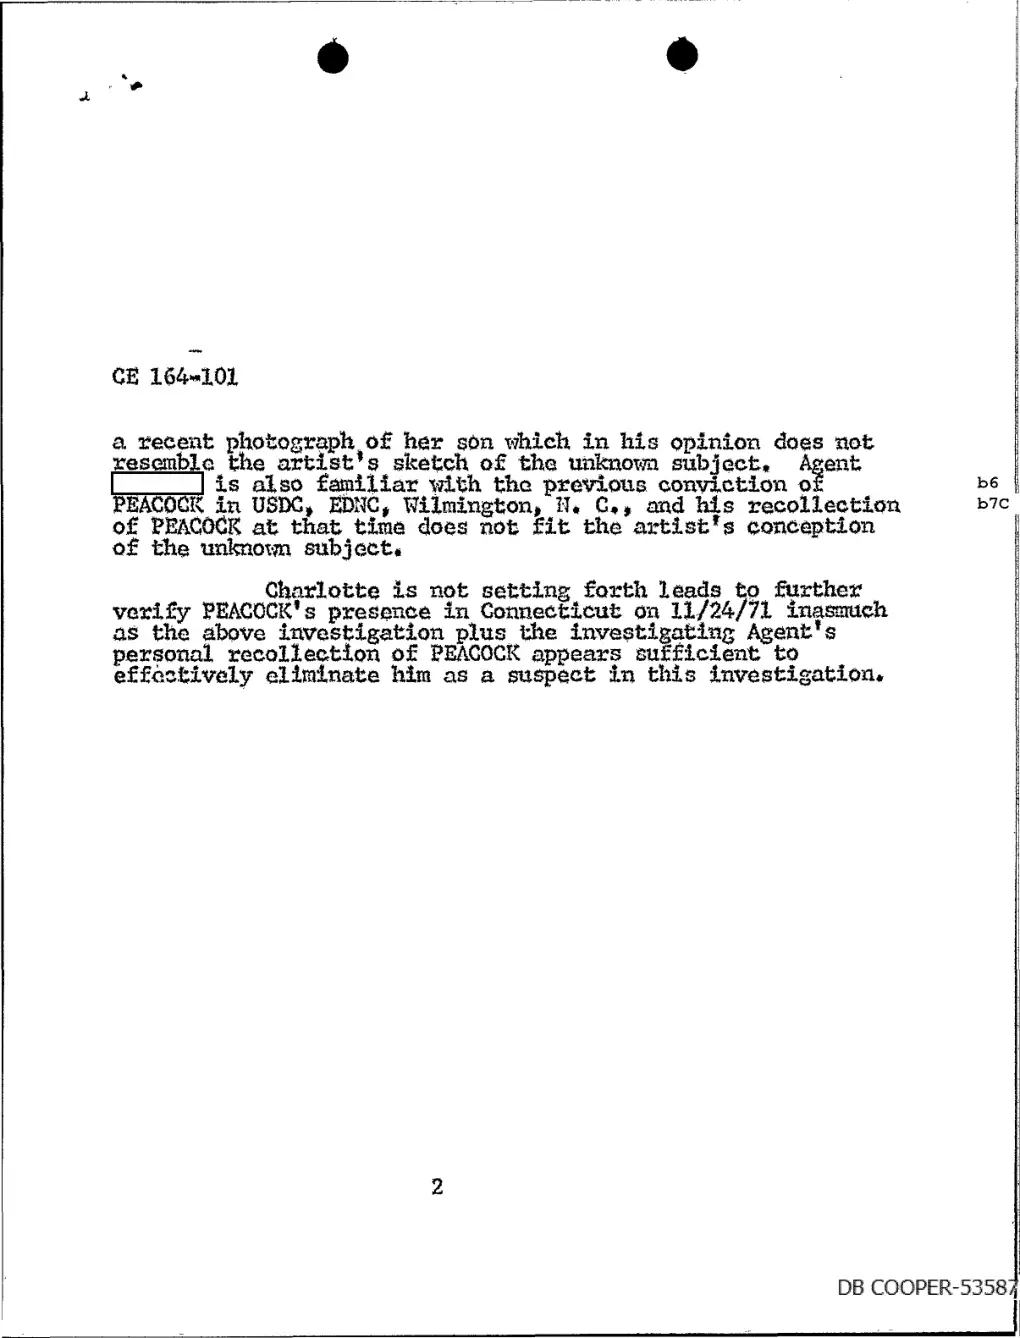 CE 164-101
a recent photograph of her son which in his opinion does not
resemble the artist's sketch of the unknown subject. Agent
is also familiar with the previous conviction of
b6
PEACOCK in USDC, EDNC, Wilmington, N. C., and his recollection
b7C
of PEACOCK at that time does not fit the artist's conception
of the unknown subject.
Charlotte is not setting forth leads to further
verify PEACOCK's presence in Connecticut on 11/24/71 inasmuch
as the above investigation plus the investigating Agent's
personal recollection of PEACOCK appears sufficient to
effectively eliminate him as a suspect in this investigation.
2
DB COOPER-53587